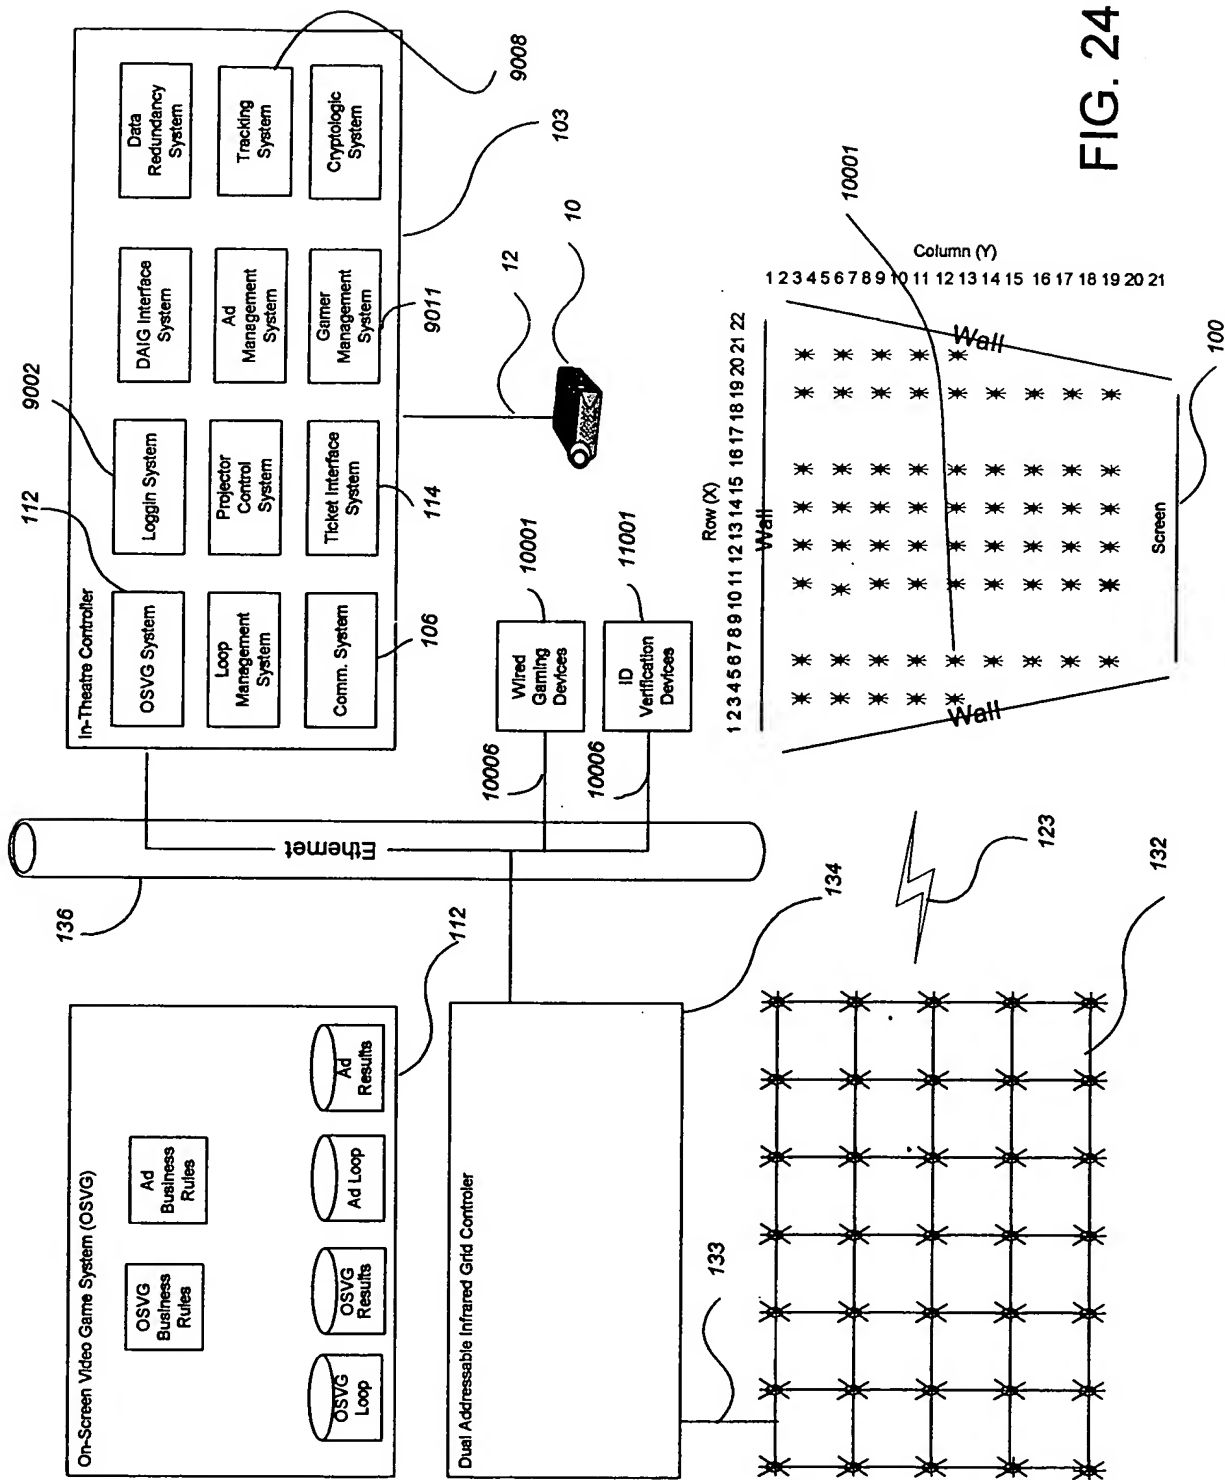 In-Theatre Controller
OSVG System
Loggin System
DAIG Interface
System
Data
Redundancy
System
Loop
Management
System
Projector
Control
System
Ad
Management
System
Tracking
System
Comm. System
Ticket Interface
System
Gamer
Management
System
Cryptologic
System
112
9002
9008
106
114
9011
103
12
10
136
Ethernet
10006
10006
Wired
Gaming
Devices
10001
ID
Verification
Devices
11001
On-Screen Video Game System (OSVG)
OSVG
Business
Rules
Ad
Business
Rules
OSVG
Loop
OSVG
Results
Ad Loop
Ad
Results
112
Dual Addressable Infrared Grid Controler
134
133
132
123
Row (X)
1 2 3 4 5 6 7 8 9 10 11 12 13 14 15 16 17 18 19 20 21 22
Wall
Column (Y)
1 2 3 4 5 6 7 8 9 10 11 12 13 14 15 16 17 18 19 20 21
Wall
Wall
Screen
100
10001
FIG. 24